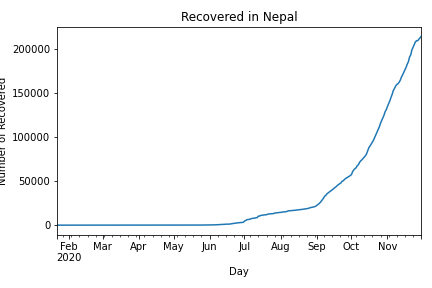 Recovered in Nepal
200000
150000
100000
50000
0
Number of Recovered
Feb Mar Apr May Jun Jul Aug Sep Oct Nov
2020
Day